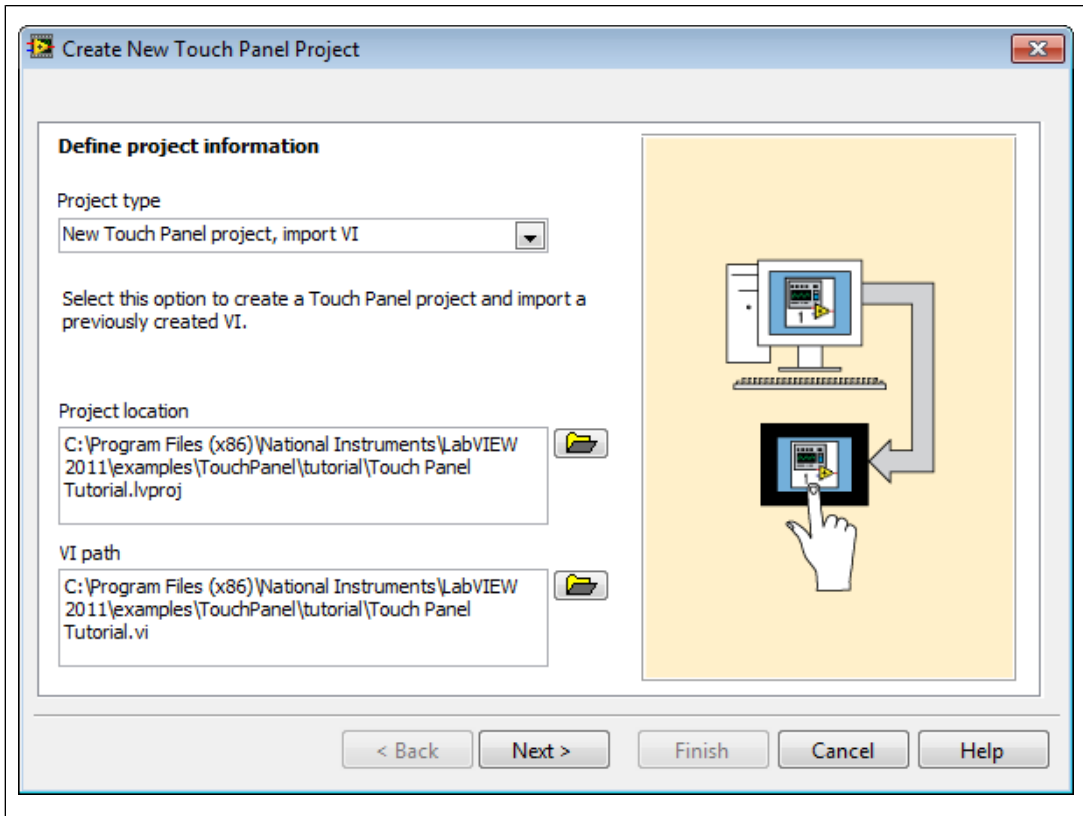 Create New Touch Panel Project
Define project information
Project type
New Touch Panel project, import VI
Select this option to create a Touch Panel project and import a
previously created VI.
Project location
C:\Program Files (x86)\National Instruments\LabVIEW
2011\examples\TouchPanel\tutorial\Touch Panel
Tutorial.lvproj
VI path
C:\Program Files (x86)\National Instruments\LabVIEW
2011\examples\TouchPanel\tutorial\Touch Panel
Tutorial.vi
1
1
< Back Next > Finish Cancel Help